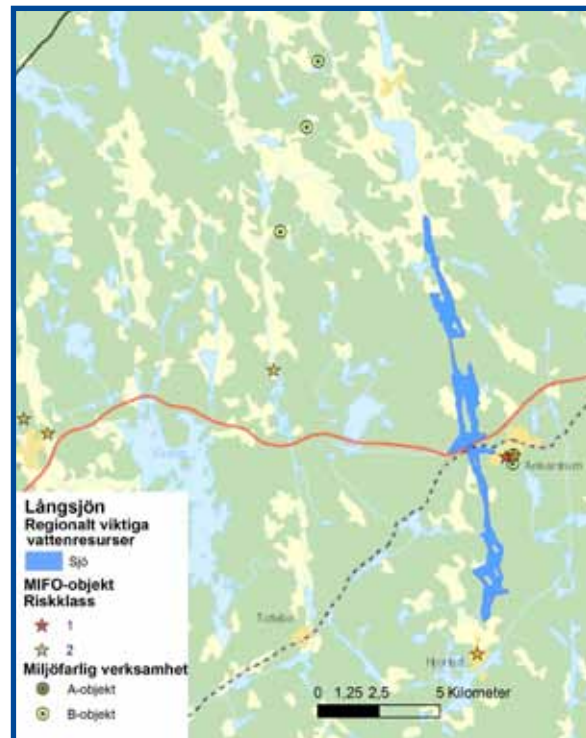 Ankarsrum
Långsjön
Regionalt viktiga
vattenresurser
Sjö
MIFO-objekt
Riskklass
1
2
Miljöfarlig verksamhet
A-objekt
B-objekt
0 1.25 2.5 5 Kilometer